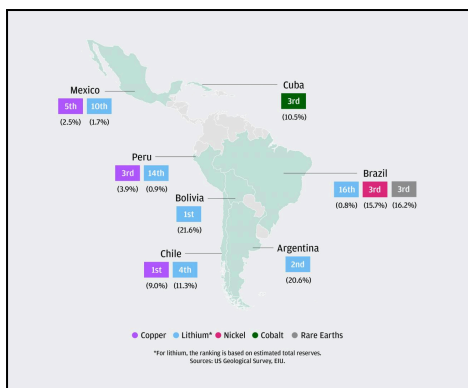 Mexico
5th 10th
(2.5%) (1.7%)
Cuba
3rd
(10.5%)
Peru
3rd 14th
(3.9%) (0.9%)
Brazil
16th 3rd 3rd
(0.8%) (15.7%) (16.2%)
Bolivia
1st
(21.6%)
Chile
1st 4th
(9.0%) (11.3%)
Argentina
2nd
(20.6%)
Copper Lithium* Nickel Cobalt Rare Earths
*For lithium, the ranking is based on estimated total reserves.
Sources: US Geological Survey, EIU.